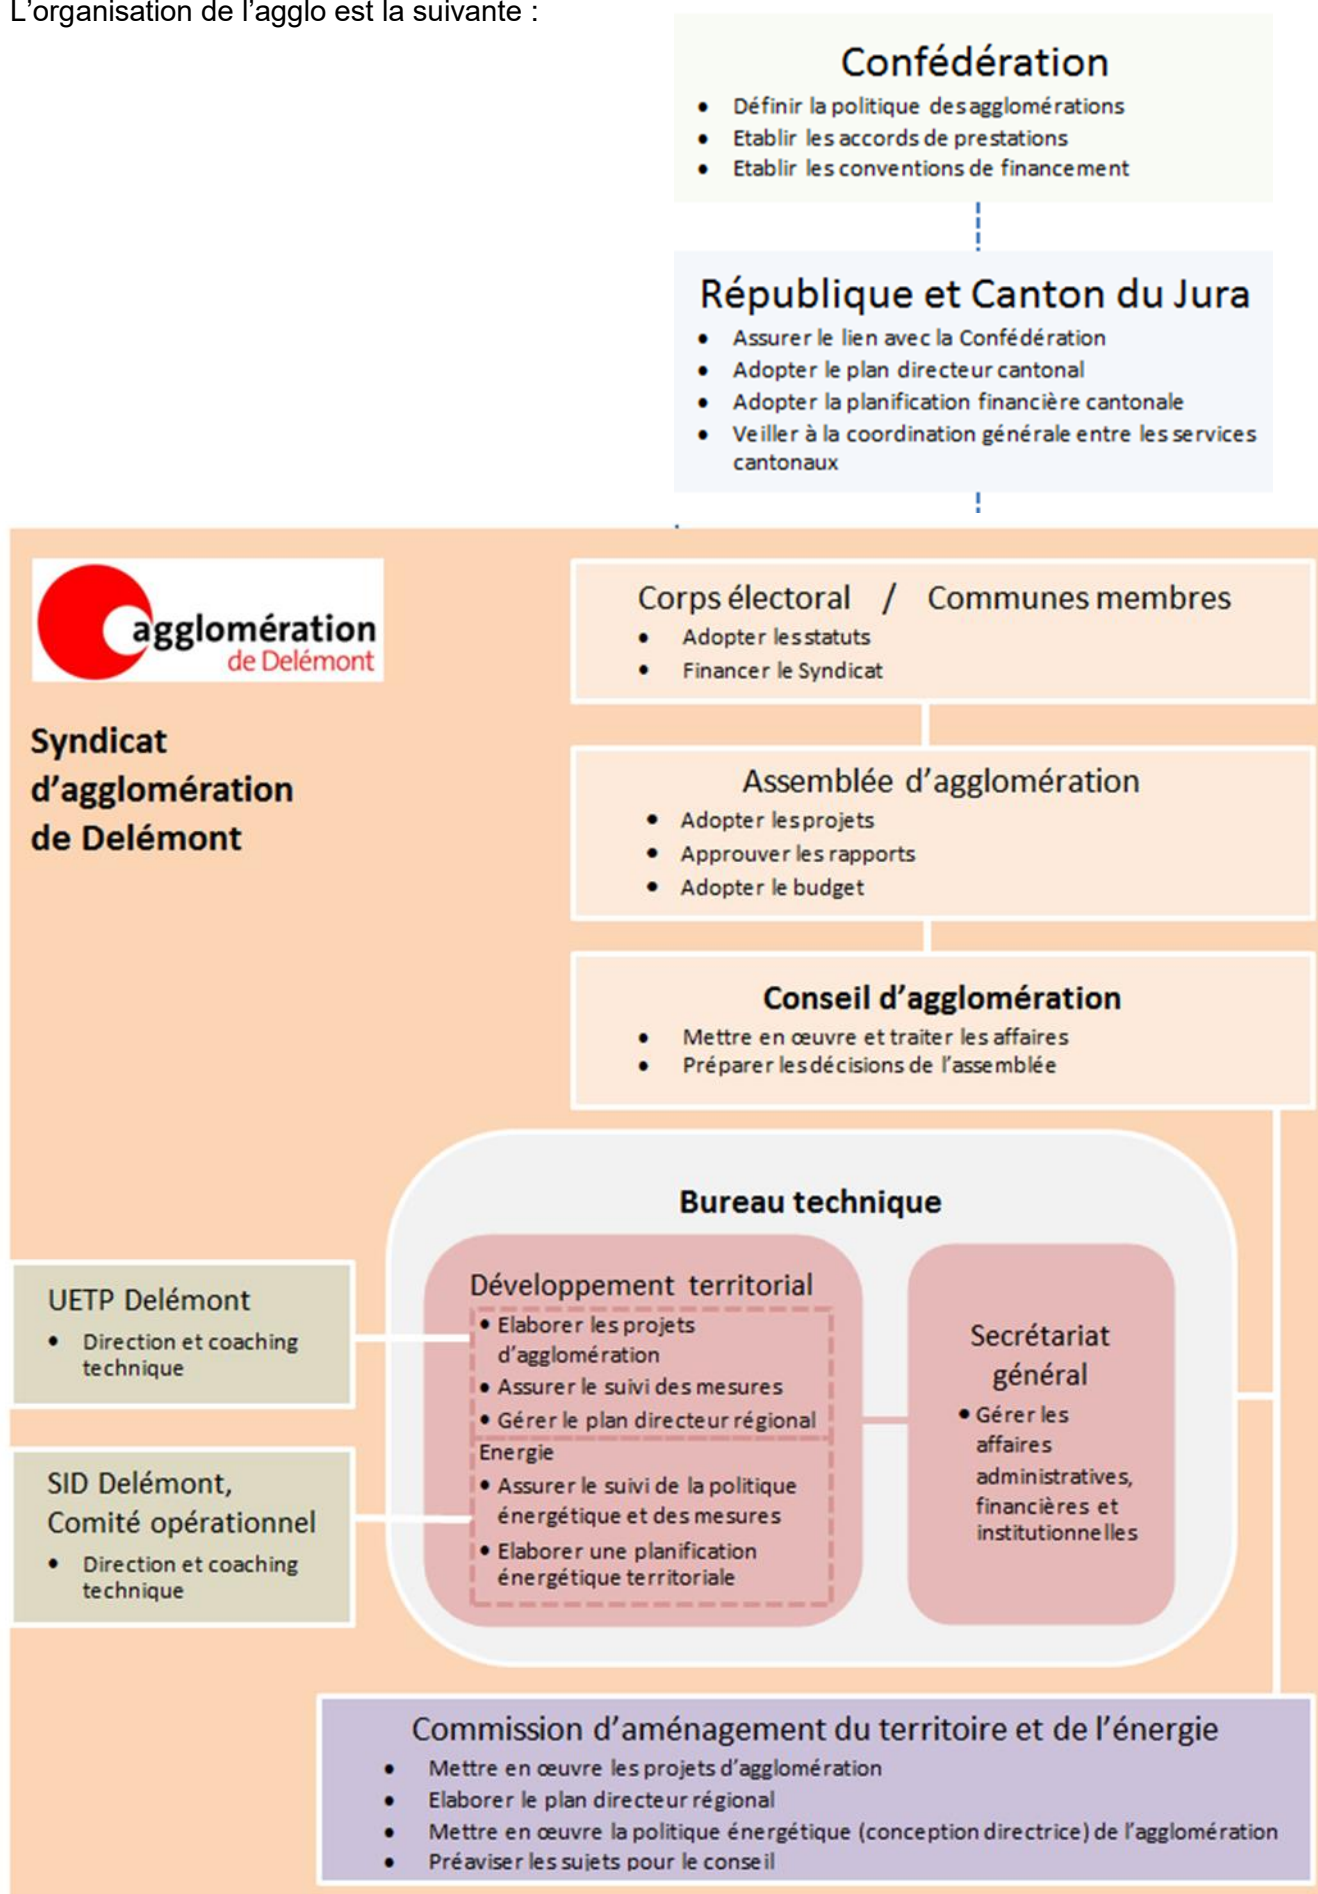 L’organisation de l’agglo est la suivante :
Confédération
• Définir la politique des agglomérations
• Etablir les accords de prestations
• Etablir les conventions de financement
République et Canton du Jura
• Assurer le lien avec la Confédération
• Adopter le plan directeur cantonal
• Adopter la planification financière cantonale
• Veiller à la coordination générale entre les services
cantonaux
agglomération
de Delémont
Syndicat
d’agglomération
de Delémont
Corps électoral / Communes membres
• Adopter les statuts
• Financer le Syndicat
Assemblée d’agglomération
• Adopter les projets
• Approuver les rapports
• Adopter le budget
Conseil d’agglomération
• Mettre en œuvre et traiter les affaires
• Préparer les décisions de l’assemblée
Bureau technique
UETP Delémont
• Direction et coaching
technique
SID Delémont,
Comité opérationnel
• Direction et coaching
technique
Développement territorial
• Elaborer les projets
d’agglomération
• Assurer le suivi des mesures
• Gérer le plan directeur régional
Energie
• Assurer le suivi de la politique
énergétique et des mesures
• Elaborer une planification
énergétique territoriale
Secrétariat
général
• Gérer les
affaires
administratives,
financières et
institutionnelles
Commission d’aménagement du territoire et de l’énergie
• Mettre en œuvre les projets d’agglomération
• Elaborer le plan directeur régional
• Mettre en œuvre la politique énergétique (conception directrice) de l’agglomération
• Préaviser les sujets pour le conseil